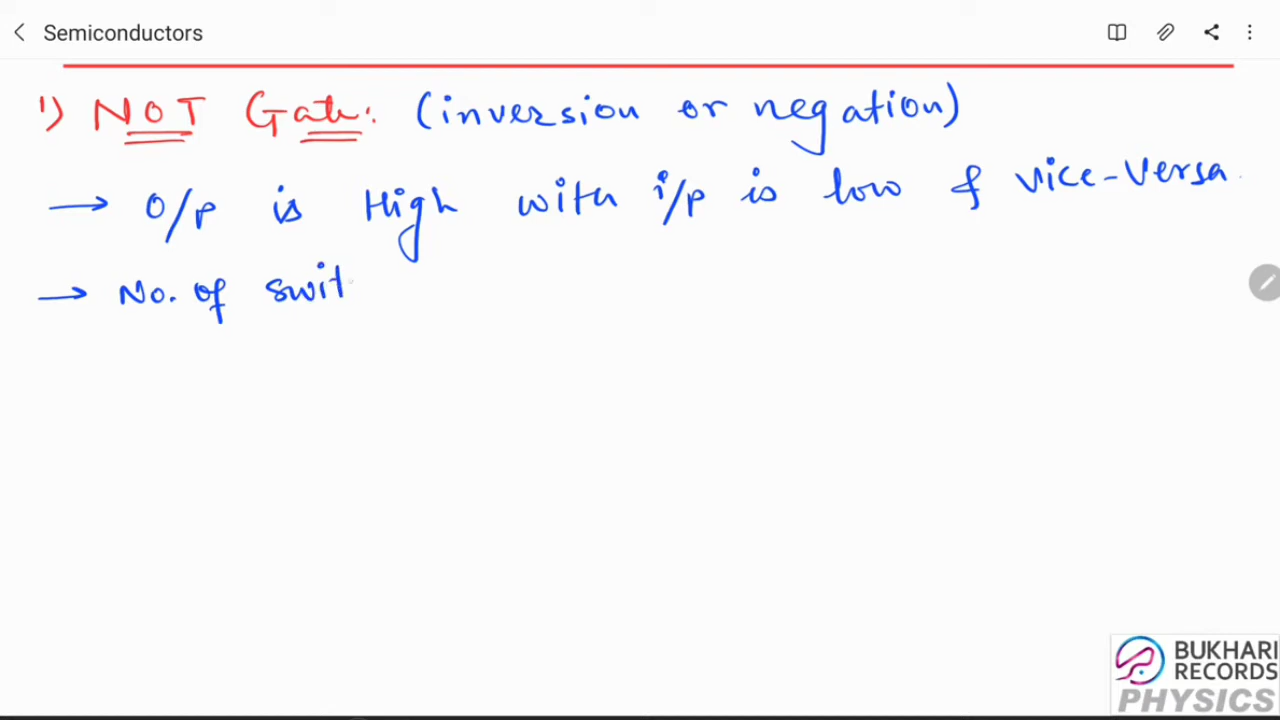 Semiconductors
1) NOT Gate: (inversion or negation)
→ O/p is High with i/p is low & vice-versa.
→ No. of swit
BUKHARI
RECORDS
PHYSICS